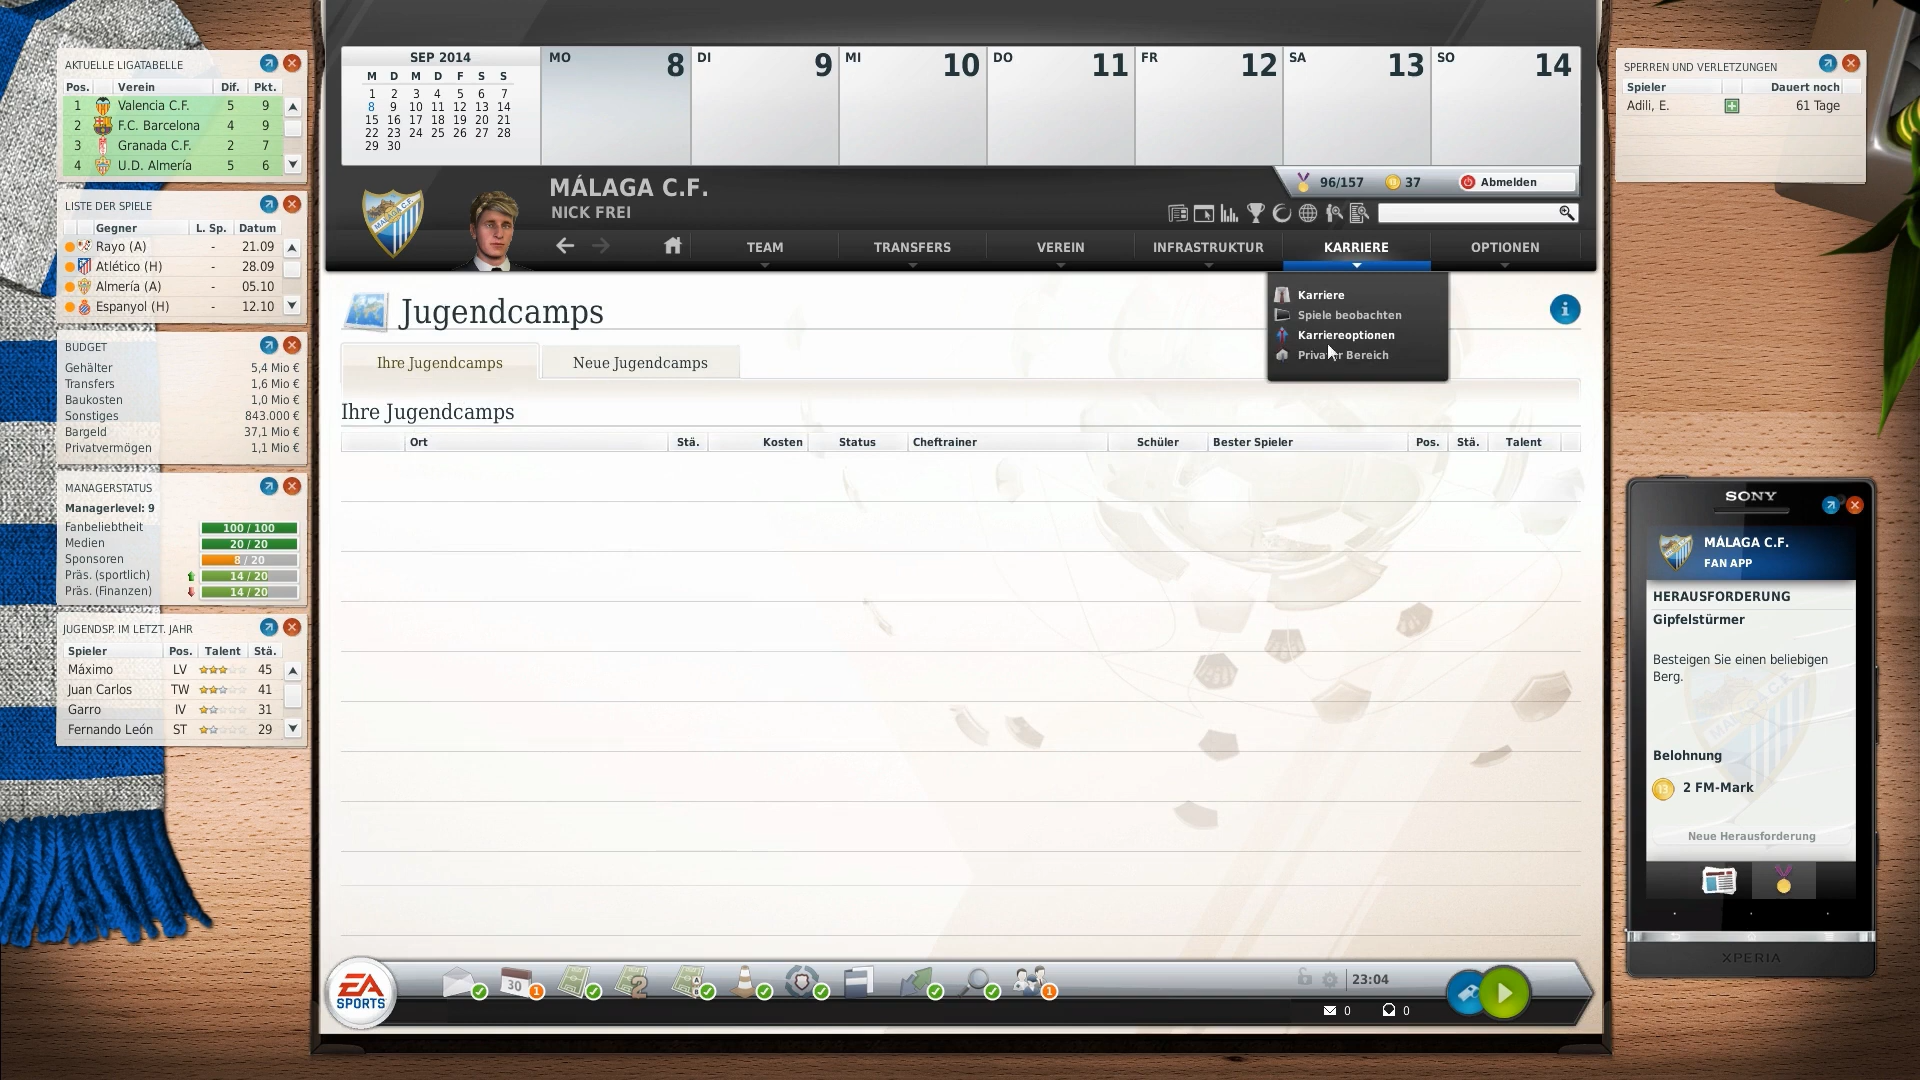 AKTUELLE LIGATABELLE
Pos. Verein Dif. Pkt.
1 Valencia C.F. 5 9
2 F.C. Barcelona 4 9
3 Granada C.F. 2 7
4 U.D. Almería 5 6
LISTE DER SPIELE
Gegner L. Sp. Datum
Rayo (A) - 21.09
Atlético (H) - 28.09
Almería (A) - 05.10
Espanyol (H) - 12.10
BUDGET
Gehälter 5,4 Mio €
Transfers 1,6 Mio €
Baukosten 1,0 Mio €
Sonstiges 843.000 €
Bargeld 37,1 Mio €
Privatvermögen 1,1 Mio €
MANAGERSTATUS
Managerlevel: 9
Fanbeliebtheit 100 / 100
Medien 20 / 20
Sponsoren 8 / 20
Präs. (sportlich) 14 / 20
Präs. (Finanzen) 14 / 20
JUGENDSP. IM LETZT. JAHR
Spieler Pos. Talent Stä.
Máximo LV 45
Juan Carlos TW 41
Garro IV 31
Fernando León ST 29
SEP 2014
M D M D F S S
1 2 3 4 5 6 7
8 9 10 11 12 13 14
15 16 17 18 19 20 21
22 23 24 25 26 27 28
29 30
MO 8 DI 9 MI 10 DO 11 FR 12 SA 13 SO 14
MÁLAGA C.F.
NICK FREI
96/157 37 Abmelden
TEAM TRANSFERS VEREIN INFRASTRUKTUR KARRIERE OPTIONEN
Karriere
Spiele beobachten
Karriereoptionen
Privater Bereich
Jugendcamps
Ihre Jugendcamps Neue Jugendcamps
Ihre Jugendcamps
Ort Stä. Kosten Status Cheftrainer Schüler Bester Spieler Pos. Stä. Talent
EA
SPORTS
30 1 2 1
23:04
0 0
SPERREN UND VERLETZUNGEN
Spieler Dauert noch
Adili, E. 61 Tage
SONY
MÁLAGA C.F.
FAN APP
HERAUSFORDERUNG
Gipfelstürmer
Besteigen Sie einen beliebigen
Berg.
Belohnung
13 2 FM-Mark
Neue Herausforderung
XPERIA